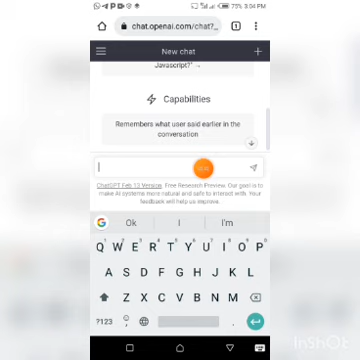 75% 3:04 PM
chat.openai.com/chat?
1
New chat
Javascript?" →
Capabilities
Remembers what user said earlier in the
conversation
ChatGPT Feb 13 Version. Free Research Preview. Our goal is to
make AI systems more natural and safe to interact with. Your
feedback will help us improve.
G Ok I I'm
Q W E R T Y U I O P
A S D F G H J K L
Z X C V B N M
?123 .
InShOt